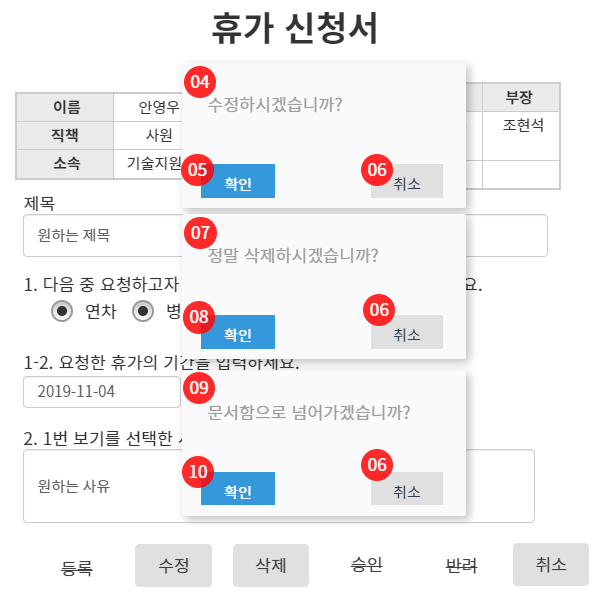 휴가 신청서
이름 안영우
직책 사원
소속 기술지원
부장
조현석
제목
원하는 제목
1. 다음 중 요청하고자 요.
연차 병
1-2. 요청한 휴가의 기간을 입력하세요.
2019-11-04
2. 1번 보기를 선택한
원하는 사유
04
수정하시겠습니까?
05 확인 06 취소
07
정말 삭제하시겠습니까?
08 확인 06 취소
09
문서함으로 넘어가겠습니까?
10 확인 06 취소
등록 수정 삭제 승인 반려 취소